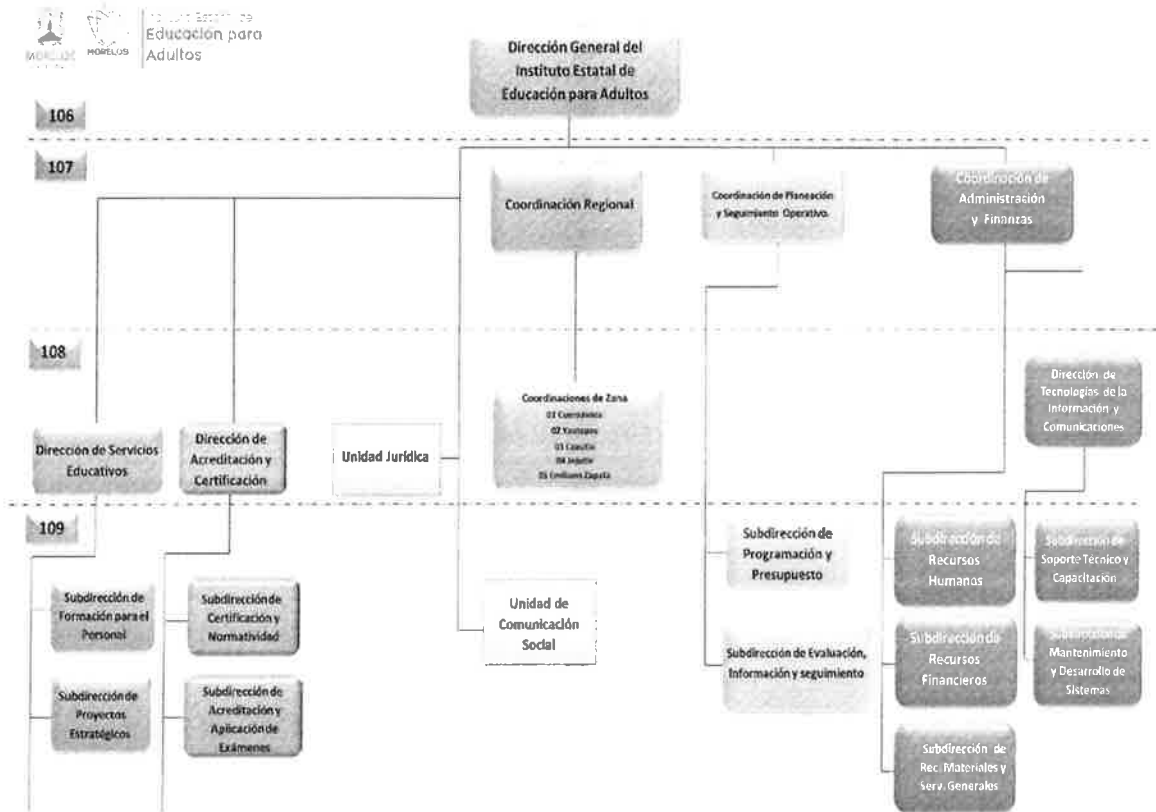 Instituto Estatal de
Educación para
Adultos
MORELOS
MORELOS
Dirección General del
Instituto Estatal de
Educación para Adultos
106
107
Coordinación Regional
Coordinación de Planeación
y Seguimiento Operativo.
Coordinación de
Administración
y Finanzas
108
Dirección de Servicios
Educativos
Dirección de
Acreditación y
Certificación
Unidad Jurídica
Coordinaciones de Zona
01 Cuernavaca
02 Yautepec
03 Cuautla
04 Jojutla
05 Emiliano Zapata
Dirección de
Tecnologías de la
Información y
Comunicaciones
109
Subdirección de
Formación para el
Personal
Subdirección de
Certificación y
Normatividad
Unidad de
Comunicación
Social
Subdirección de
Programación y
Presupuesto
Subdirección de
Recursos
Humanos
Subdirección de
Soporte Técnico y
Capacitación
Subdirección de
Proyectos
Estratégicos
Subdirección de
Acreditación y
Aplicación de
Exámenes
Subdirección de Evaluación,
Información y seguimiento
Subdirección de
Recursos
Financieros
Subdirección de
Mantenimiento
y Desarrollo de
Sistemas
Subdirección de
Rec. Materiales y
Serv. Generales